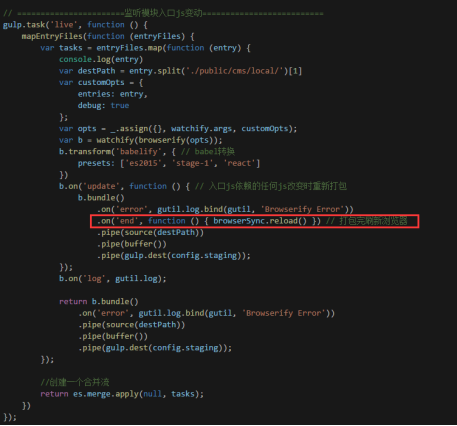 // =======================监听模块入口js变动==========================
gulp.task('live', function () {
mapEntryFiles(function (entryFiles) {
var tasks = entryFiles.map(function (entry) {
console.log(entry)
var destPath = entry.split('./public/cms/local/')[1]
var customOpts = {
entries: entry,
debug: true
};
var opts = _.assign({}, watchify.args, customOpts);
var b = watchify(browserify(opts));
b.transform('babelify', { // babel转换
presets: ['es2015', 'stage-1', 'react']
})
b.on('update', function () { // 入口js依赖的任何js改变时重新打包
b.bundle()
.on('error', gutil.log.bind(gutil, 'Browserify Error'))
.on('end', function () { browserSync.reload() }) // 打包完刷新浏览器
.pipe(source(destPath))
.pipe(buffer())
.pipe(gulp.dest(config.staging));
});
b.on('log', gutil.log);
return b.bundle()
.on('error', gutil.log.bind(gutil, 'Browserify Error'))
.pipe(source(destPath))
.pipe(buffer())
.pipe(gulp.dest(config.staging));
});
//创建一个合并流
return es.merge.apply(null, tasks);
})
});